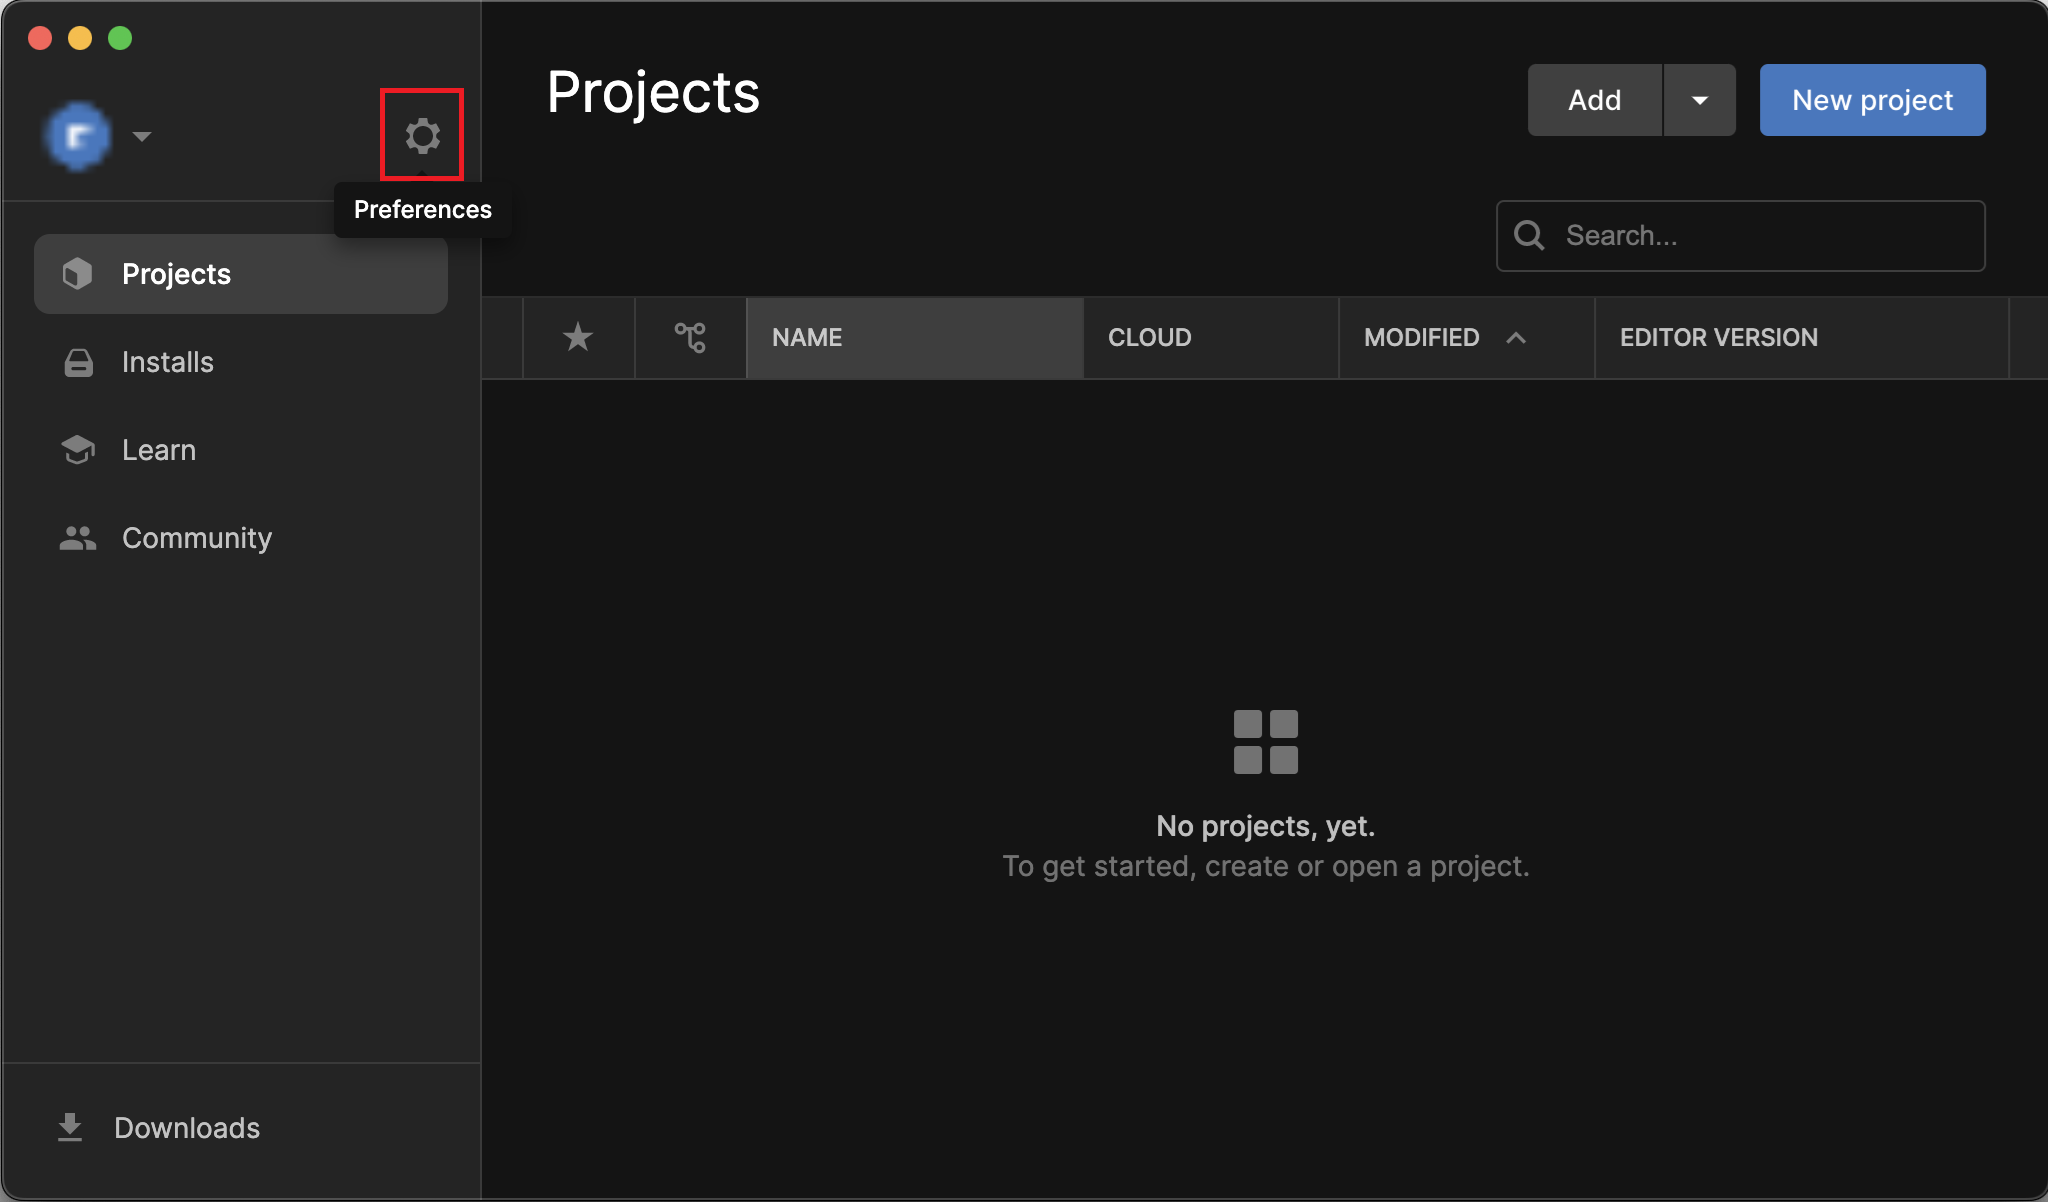 Preferences
Projects
Installs
Learn
Community
Downloads
Projects
Add
New project
Search...
NAME
CLOUD
MODIFIED
EDITOR VERSION
No projects, yet.
To get started, create or open a project.